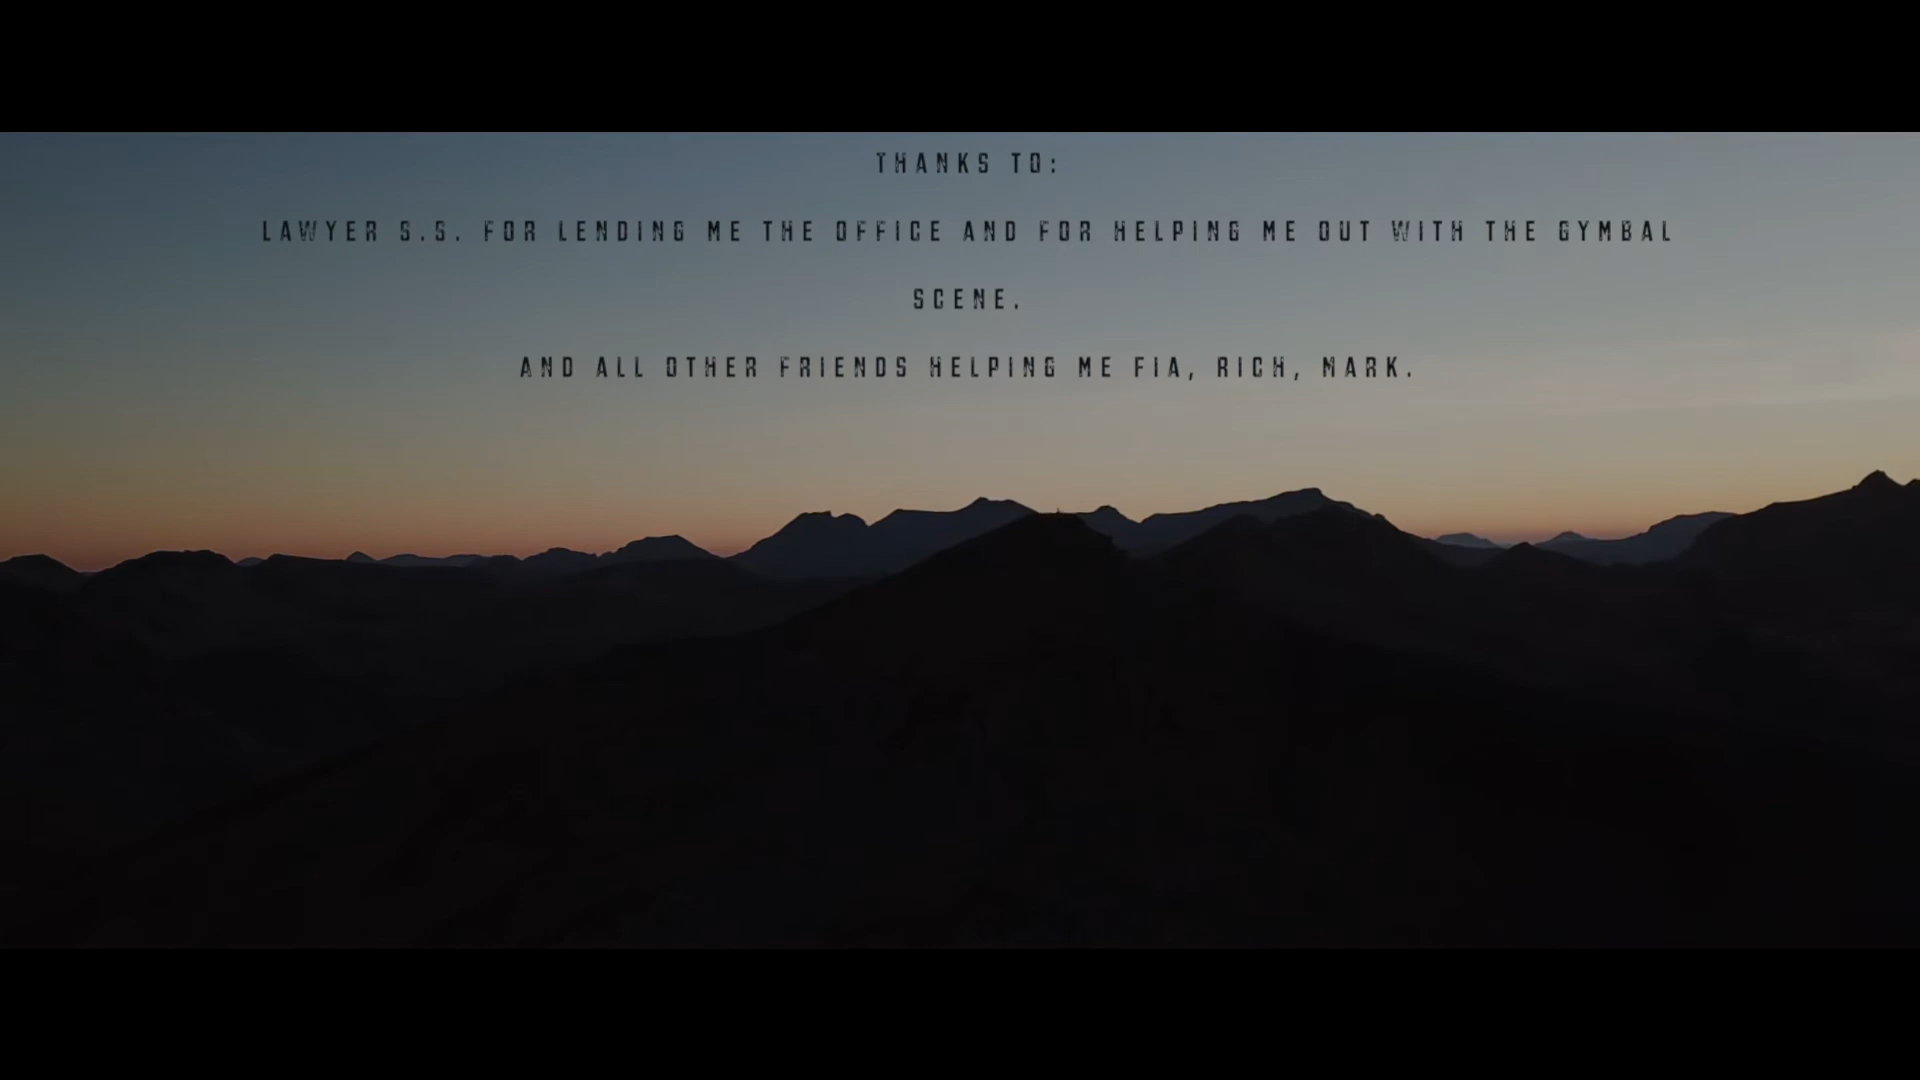 THANKS TO:
LAWYER S.S. FOR LENDING ME THE OFFICE AND FOR HELPING ME OUT WITH THE GYMBAL
SCENE.
AND ALL OTHER FRIENDS HELPING ME FIA, RICH, MARK.